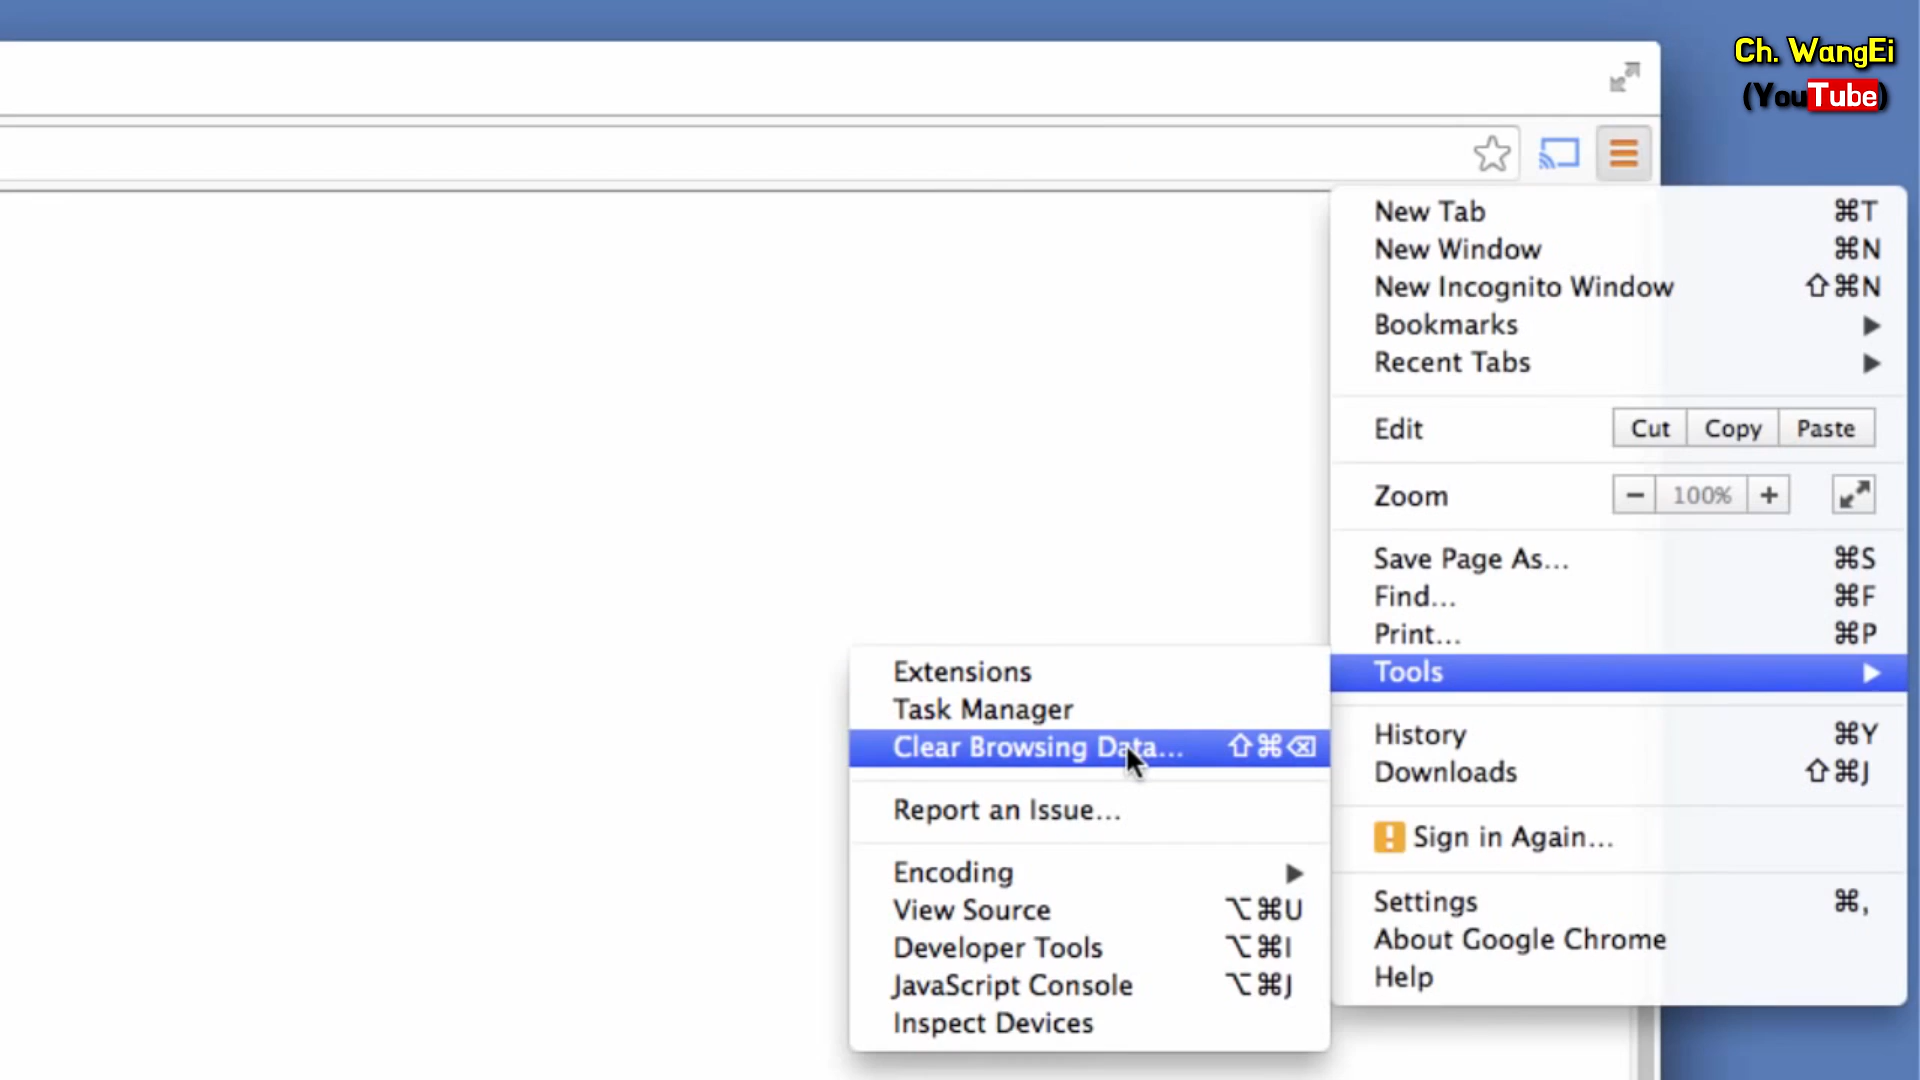 Ch. WangEi
(YouTube)
New Tab ⌘T
New Window ⌘N
New Incognito Window ⇧⌘N
Bookmarks ▶
Recent Tabs ▶
Edit Cut Copy Paste
Zoom − 100% +
Save Page As... ⌘S
Find... ⌘F
Print... ⌘P
Tools ▶
History ⌘Y
Downloads ⇧⌘J
Sign in Again...
Settings ⌘,
About Google Chrome
Help
Extensions
Task Manager
Clear Browsing Data... ⇧⌘⌫
Report an Issue...
Encoding ▶
View Source ⌥⌘U
Developer Tools ⌥⌘I
JavaScript Console ⌥⌘J
Inspect Devices